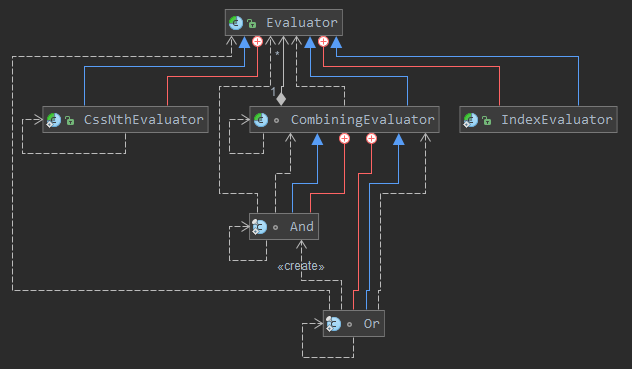 Evaluator
*
1
CssNthEvaluator
CombiningEvaluator
IndexEvaluator
And
«create»
Or